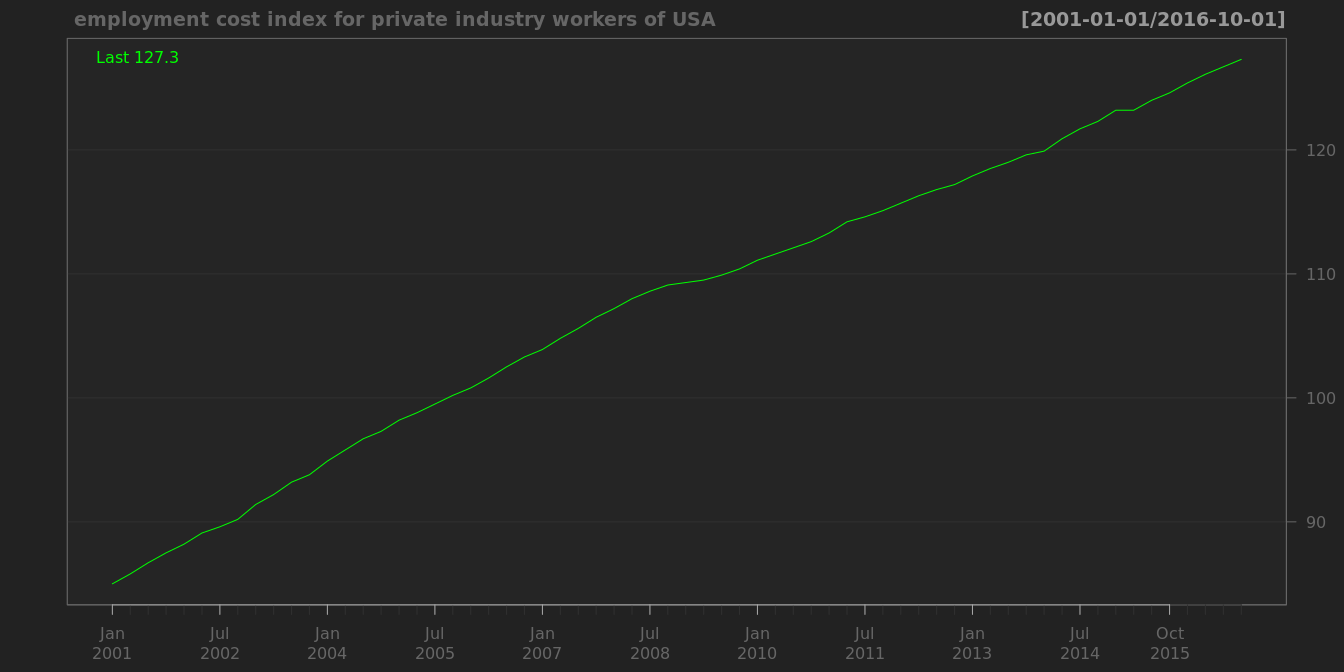 employment cost index for private industry workers of USA
[2001-01-01/2016-10-01]
Last 127.3
120
110
100
90
Jan 2001
Jul 2002
Jan 2004
Jul 2005
Jan 2007
Jul 2008
Jan 2010
Jul 2011
Jan 2013
Jul 2014
Oct 2015